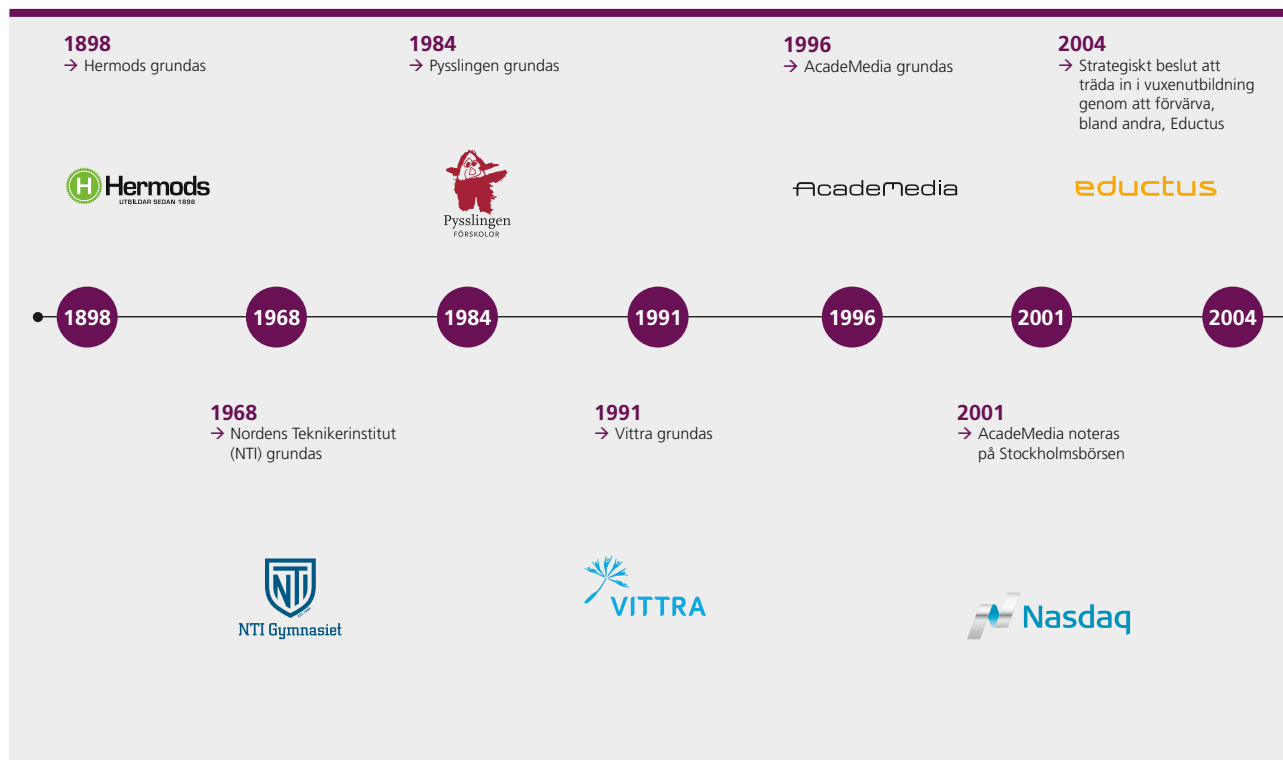 1898
→ Hermods grundas
1984
→ Pysslingen grundas
1996
→ AcadeMedia grundas
2004
→ Strategiskt beslut att
träda in i vuxenutbildning
genom att förvärva,
bland andra, Eductus
H Hermods
UTBILDAR SEDAN 1898
Pysslingen
FÖRSKOLOR
AcadeMedia
eductus
1898
1968
1984
1991
1996
2001
2004
1968
→ Nordens Teknikerinstitut
(NTI) grundas
1991
→ Vittra grundas
2001
→ AcadeMedia noteras
på Stockholmsbörsen
NTI
NTI Gymnasiet
VITTRA
Nasdaq